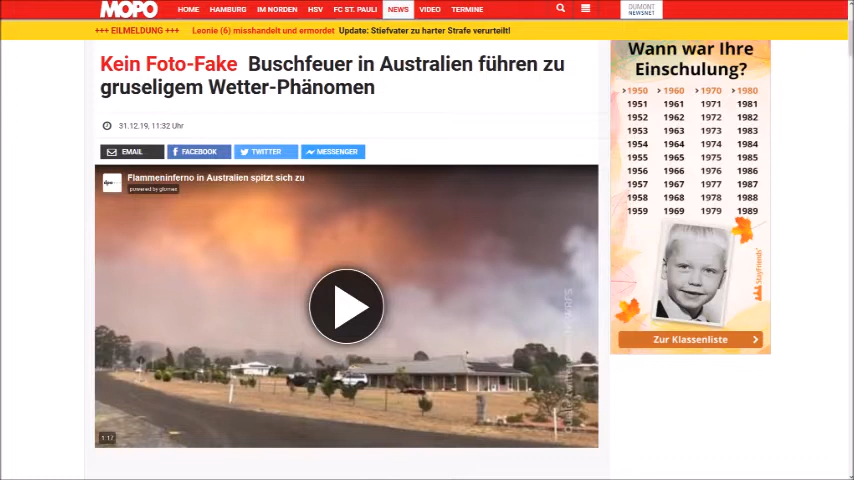 MOPO
HOME HAMBURG IM NORDEN HSV FC ST. PAULI NEWS VIDEO TERMINE
DUMONT
NEWSNET
+++ EILMELDUNG +++ Leonie (6) misshandelt und ermordet Update: Stiefvater zu harter Strafe verurteilt!
Kein Foto-Fake Buschfeuer in Australien führen zu
gruseligem Wetter-Phänomen
31.12.19, 11:32 Uhr
EMAIL FACEBOOK TWITTER MESSENGER
dpa
Flammeninferno in Australien spitzt sich zu
powered by glomex
1:17
Wann war Ihre
Einschulung?
1950 1960 1970 1980
1951 1961 1971 1981
1952 1962 1972 1982
1953 1963 1973 1983
1954 1964 1974 1984
1955 1965 1975 1985
1956 1966 1976 1986
1957 1967 1977 1987
1958 1968 1978 1988
1959 1969 1979 1989
StayFriends
Zur Klassenliste